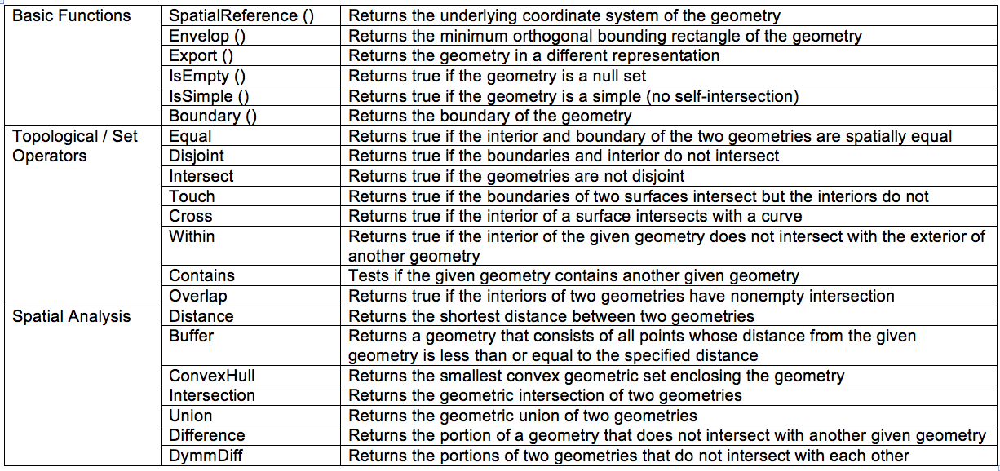 Basic Functions SpatialReference () Returns the underlying coordinate system of the geometry
Envelop () Returns the minimum orthogonal bounding rectangle of the geometry
Export () Returns the geometry in a different representation
IsEmpty () Returns true if the geometry is a null set
IsSimple () Returns true if the geometry is a simple (no self-intersection)
Boundary () Returns the boundary of the geometry
Topological / Set Equal Returns true if the interior and boundary of the two geometries are spatially equal
Operators Disjoint Returns true if the boundaries and interior do not intersect
Intersect Returns true if the geometries are not disjoint
Touch Returns true if the boundaries of two surfaces intersect but the interiors do not
Cross Returns true if the interior of a surface intersects with a curve
Within Returns true if the interior of the given geometry does not intersect with the exterior of
another geometry
Contains Tests if the given geometry contains another given geometry
Overlap Returns true if the interiors of two geometries have nonempty intersection
Spatial Analysis Distance Returns the shortest distance between two geometries
Buffer Returns a geometry that consists of all points whose distance from the given
geometry is less than or equal to the specified distance
ConvexHull Returns the smallest convex geometric set enclosing the geometry
Intersection Returns the geometric intersection of two geometries
Union Returns the geometric union of two geometries
Difference Returns the portion of a geometry that does not intersect with another given geometry
DymmDiff Returns the portions of two geometries that do not intersect with each other